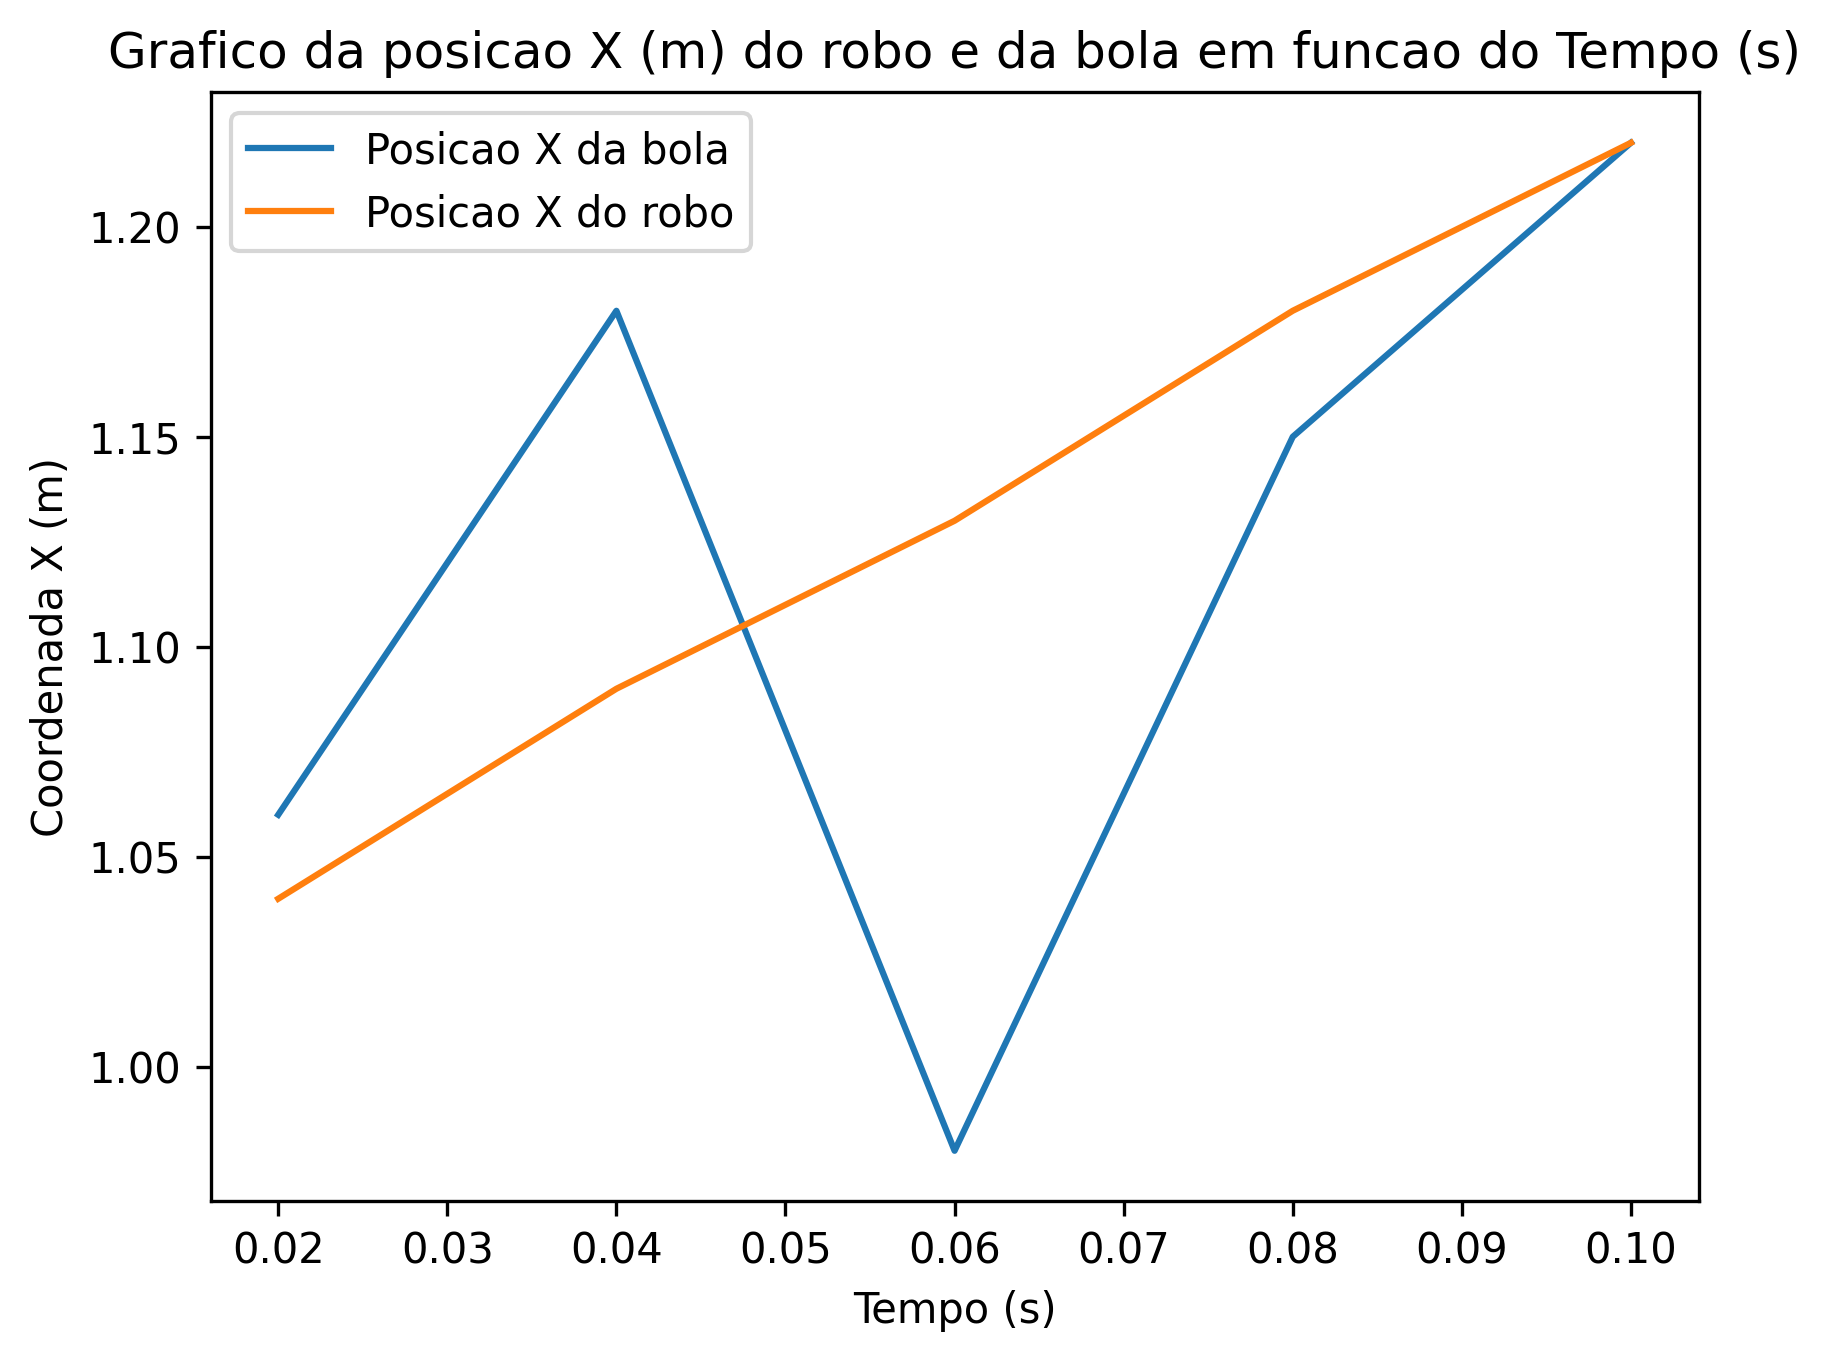 Grafico da posicao X (m) do robo e da bola em funcao do Tempo (s)
Posicao X da bola
Posicao X do robo
Coordenada X (m)
1.20
1.15
1.10
1.05
1.00
0.02 0.03 0.04 0.05 0.06 0.07 0.08 0.09 0.10
Tempo (s)